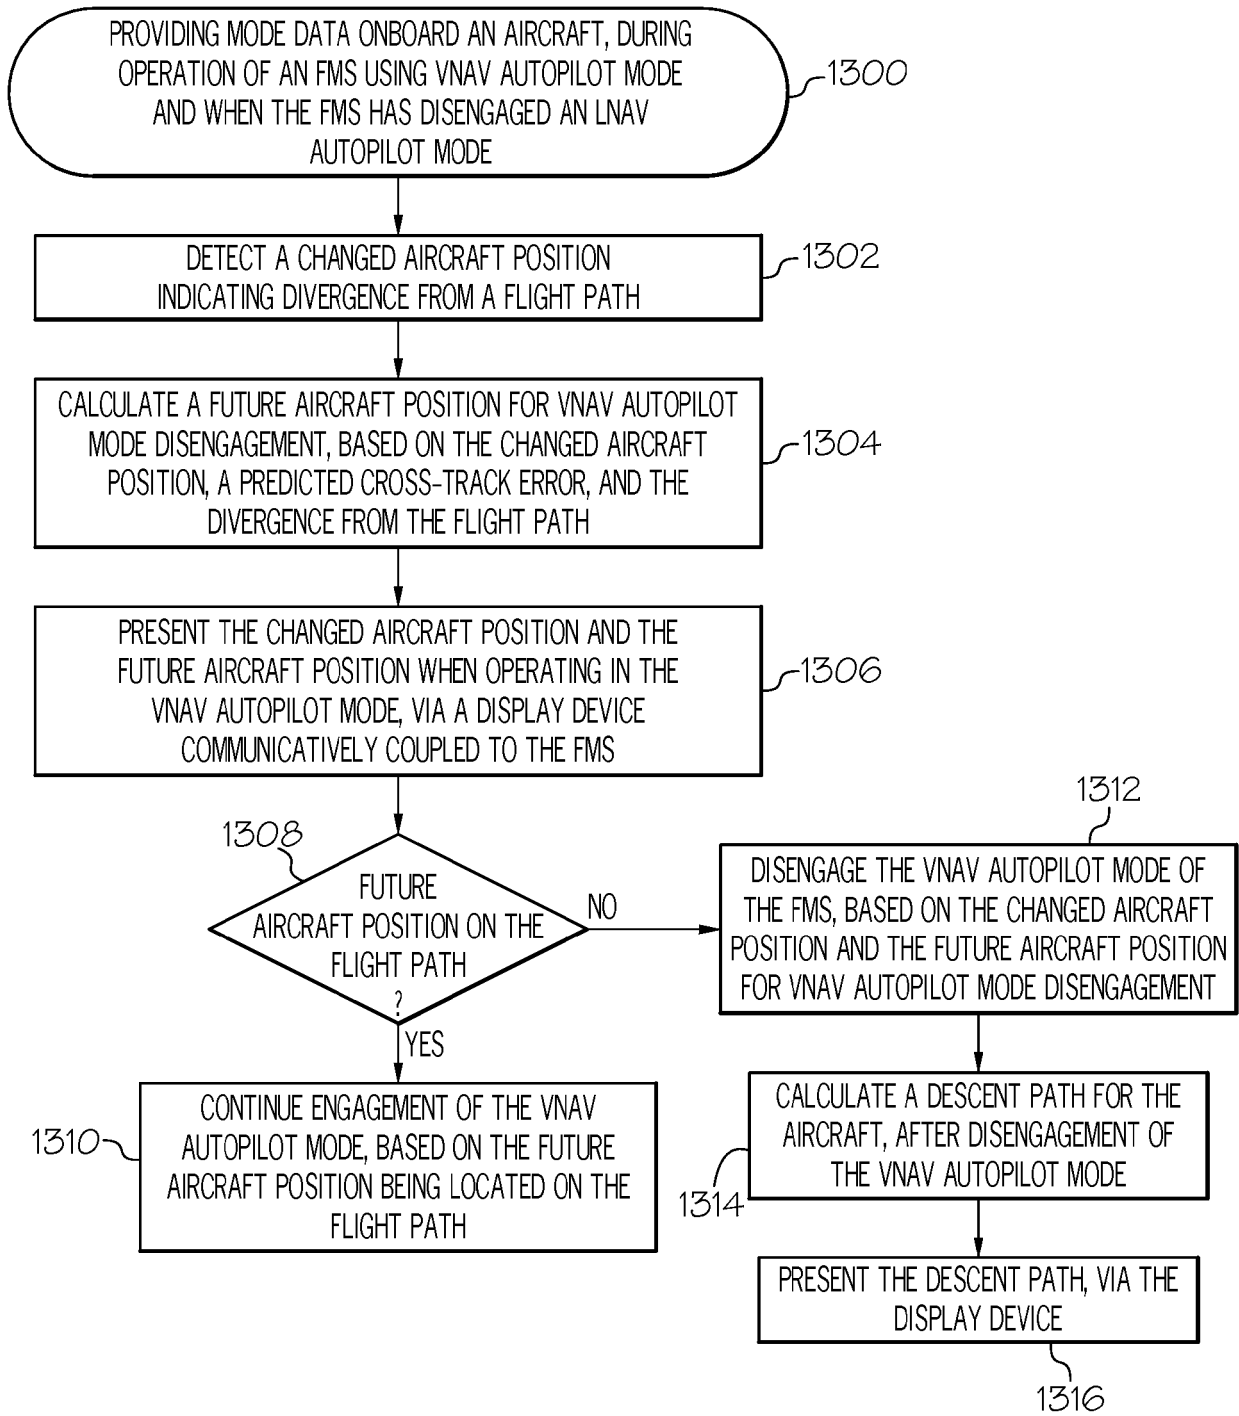 PROVIDING MODE DATA ONBOARD AN AIRCRAFT, DURING
OPERATION OF AN FMS USING VNAV AUTOPILOT MODE
AND WHEN THE FMS HAS DISENGAGED AN LNAV
AUTOPILOT MODE
1300
DETECT A CHANGED AIRCRAFT POSITION
INDICATING DIVERGENCE FROM A FLIGHT PATH
1302
CALCULATE A FUTURE AIRCRAFT POSITION FOR VNAV AUTOPILOT
MODE DISENGAGEMENT, BASED ON THE CHANGED AIRCRAFT
POSITION, A PREDICTED CROSS-TRACK ERROR, AND THE
DIVERGENCE FROM THE FLIGHT PATH
1304
PRESENT THE CHANGED AIRCRAFT POSITION AND THE
FUTURE AIRCRAFT POSITION WHEN OPERATING IN THE
VNAV AUTOPILOT MODE, VIA A DISPLAY DEVICE
COMMUNICATIVELY COUPLED TO THE FMS
1306
1308
FUTURE
AIRCRAFT POSITION ON THE
FLIGHT PATH
?
NO
YES
CONTINUE ENGAGEMENT OF THE VNAV
AUTOPILOT MODE, BASED ON THE FUTURE
AIRCRAFT POSITION BEING LOCATED ON THE
FLIGHT PATH
1310
1312
DISENGAGE THE VNAV AUTOPILOT MODE OF
THE FMS, BASED ON THE CHANGED AIRCRAFT
POSITION AND THE FUTURE AIRCRAFT POSITION
FOR VNAV AUTOPILOT MODE DISENGAGEMENT
CALCULATE A DESCENT PATH FOR THE
AIRCRAFT, AFTER DISENGAGEMENT OF
THE VNAV AUTOPILOT MODE
1314
PRESENT THE DESCENT PATH, VIA THE
DISPLAY DEVICE
1316